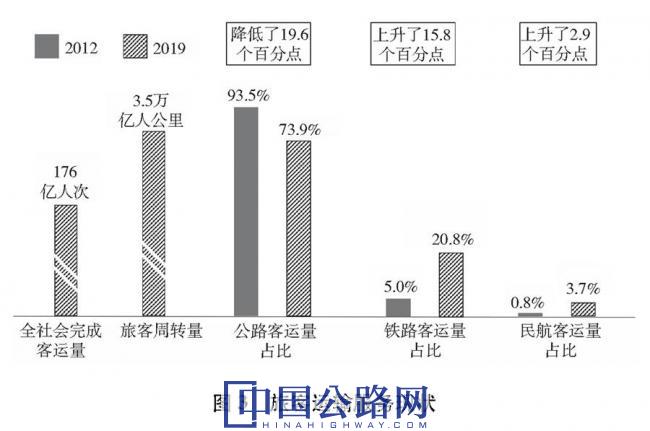 2012
2019
降低了19.6
个百分点
上升了15.8
个百分点
上升了2.9
个百分点
176
亿人次
3.5万
亿人公里
93.5%
73.9%
5.0%
20.8%
0.8%
3.7%
全社会完成
客运量
旅客周转量
公路客运量
占比
铁路客运量
占比
民航客运量
占比
中国公路网
CHINAHIGHWAY.COM